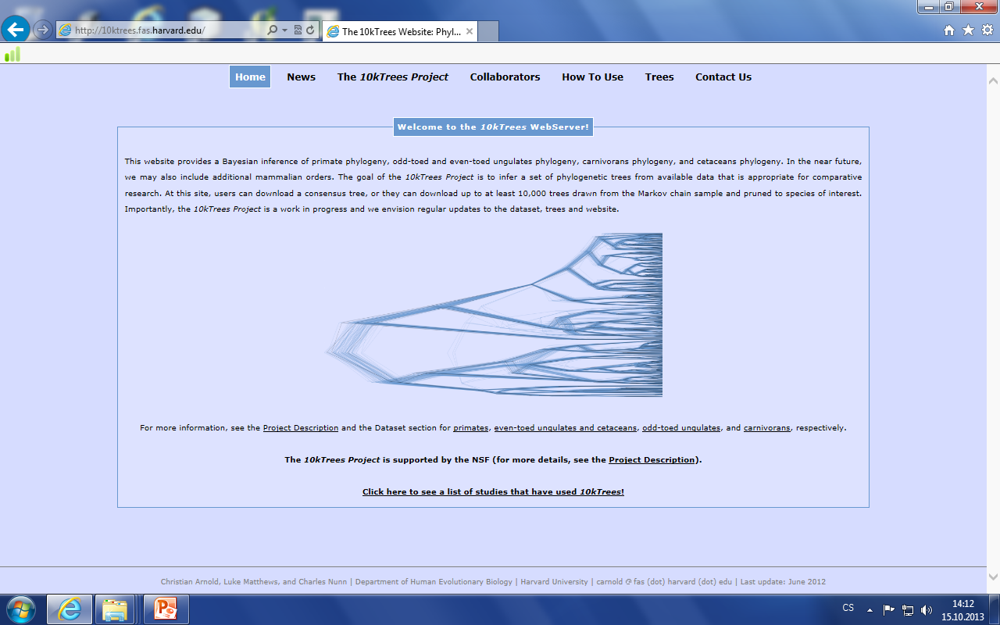 http://10ktrees.fas.harvard.edu/
The 10kTrees Website: Phyl...
Home News The 10kTrees Project Collaborators How To Use Trees Contact Us
Welcome to the 10kTrees WebServer!
This website provides a Bayesian inference of primate phylogeny, odd-toed and even-toed ungulates phylogeny, carnivorans phylogeny, and cetaceans phylogeny. In the near future,
we may also include additional mammalian orders. The goal of the 10kTrees Project is to infer a set of phylogenetic trees from available data that is appropriate for comparative
research. At this site, users can download a consensus tree, or they can download up to at least 10,000 trees drawn from the Markov chain sample and pruned to species of interest.
Importantly, the 10kTrees Project is a work in progress and we envision regular updates to the dataset, trees and website.
For more information, see the Project Description and the Dataset section for primates, even-toed ungulates and cetaceans, odd-toed ungulates, and carnivorans, respectively.
The 10kTrees Project is supported by the NSF (for more details, see the Project Description).
Click here to see a list of studies that have used 10kTrees!
Christian Arnold, Luke Matthews, and Charles Nunn | Department of Human Evolutionary Biology | Harvard University | carnold @ fas (dot) harvard (dot) edu | Last update: June 2012
CS
14:12
15.10.2013